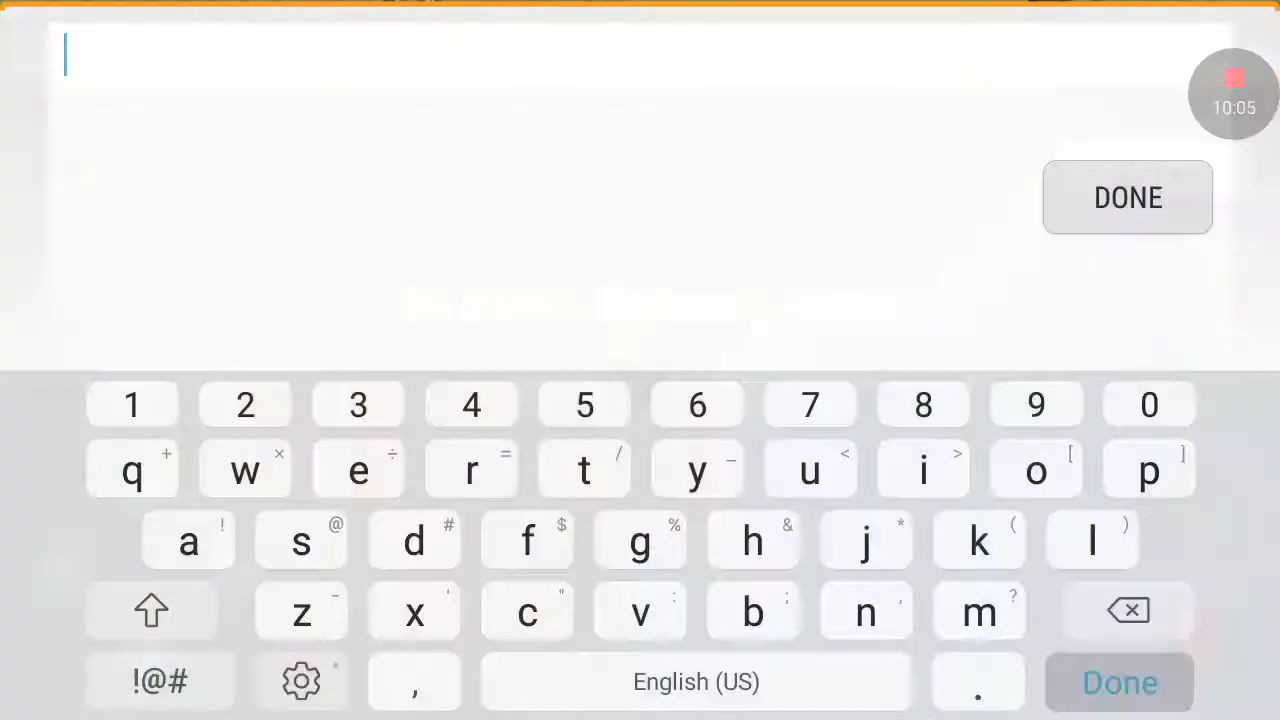 10:05
DONE
1 2 3 4 5 6 7 8 9 0
q + w × e ÷ r = t / y _ u < i > o [ p ]
a ! s @ d # f $ g % h & j * k ( l )
z - x ' c " v : b ; n , m ?
!@# , English (US) . Done